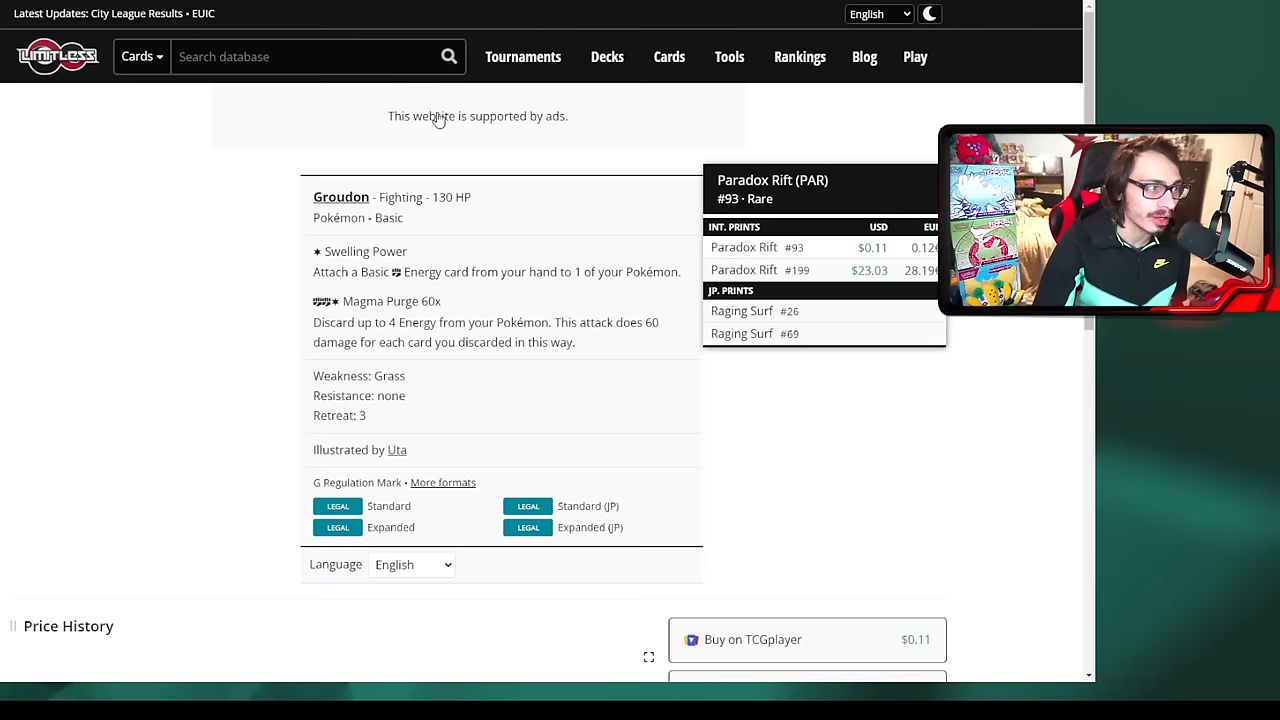 Latest Updates: City League Results • EUIC
English
LIMITLESS
Cards
Search database
Tournaments
Decks
Cards
Tools
Rankings
Blog
Play
This website is supported by ads.
Groudon - Fighting - 130 HP
Pokémon - Basic
Swelling Power
Attach a Basic Energy card from your hand to 1 of your Pokémon.
Magma Purge 60x
Discard up to 4 Energy from your Pokémon. This attack does 60
damage for each card you discarded in this way.
Weakness: Grass
Resistance: none
Retreat: 3
Illustrated by Uta
G Regulation Mark • More formats
LEGAL Standard
LEGAL Standard (JP)
LEGAL Expanded
LEGAL Expanded (JP)
Language English
Paradox Rift (PAR)
#93 · Rare
INT. PRINTS USD EUR
Paradox Rift #93 $0.11 0.12€
Paradox Rift #199 $23.03 28.19€
JP. PRINTS
Raging Surf #26
Raging Surf #69
Price History
Buy on TCGplayer $0.11